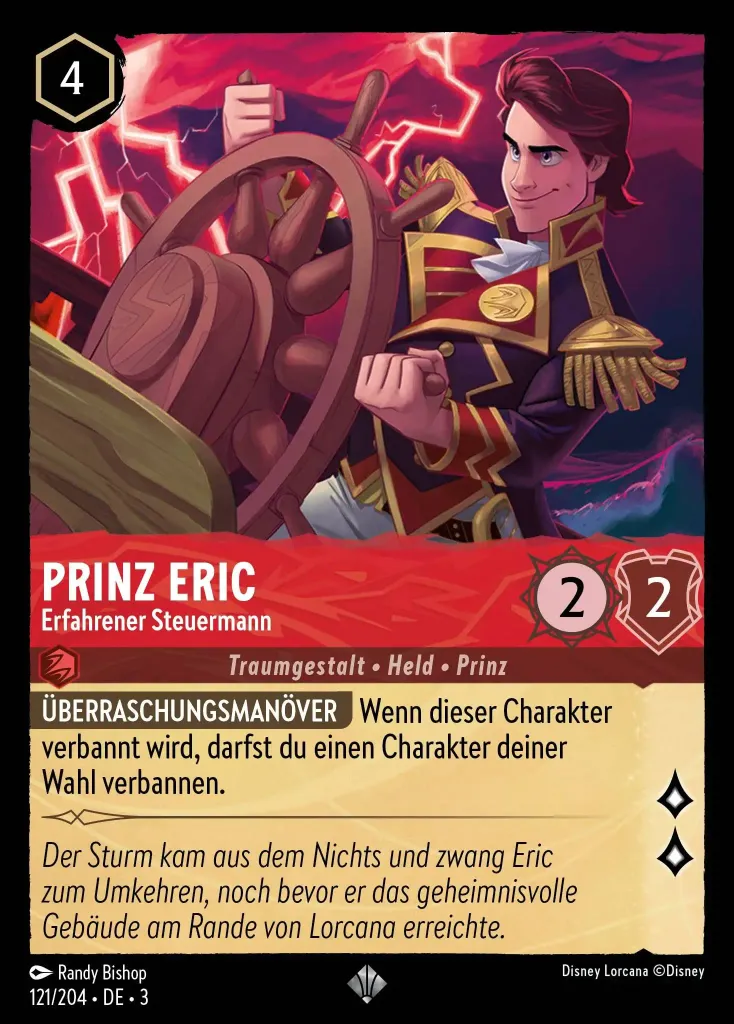 4
PRINZ ERIC
Erfahrener Steuermann
2
2
Traumgestalt • Held • Prinz
ÜBERRASCHUNGSMANÖVER Wenn dieser Charakter
verbannt wird, darfst du einen Charakter deiner
Wahl verbannen.
Der Sturm kam aus dem Nichts und zwang Eric
zum Umkehren, noch bevor er das geheimnisvolle
Gebäude am Rande von Lorcana erreichte.
Randy Bishop
Disney Lorcana ©Disney
121/204 • DE • 3